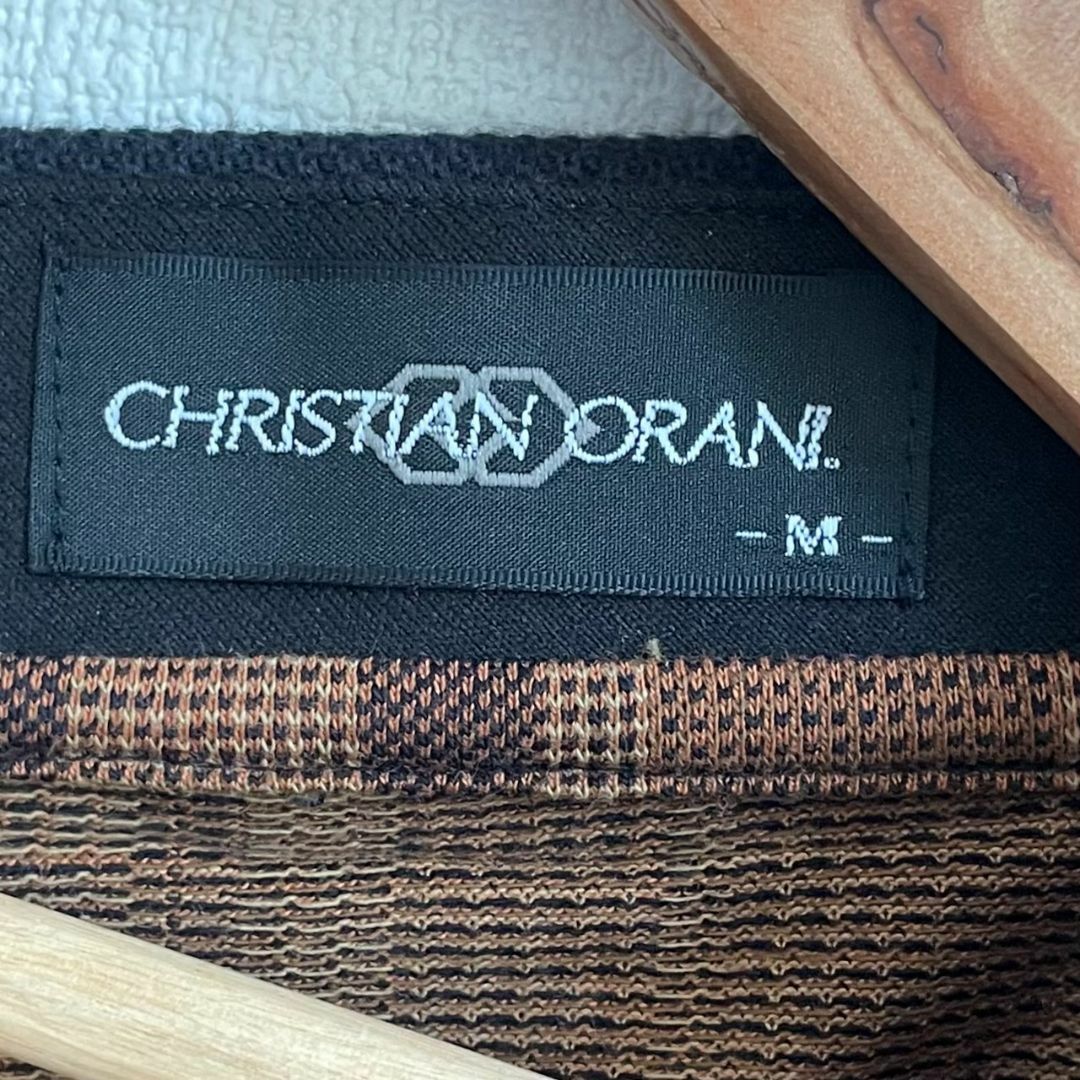 CHRISTIAN ORANI.
- M -